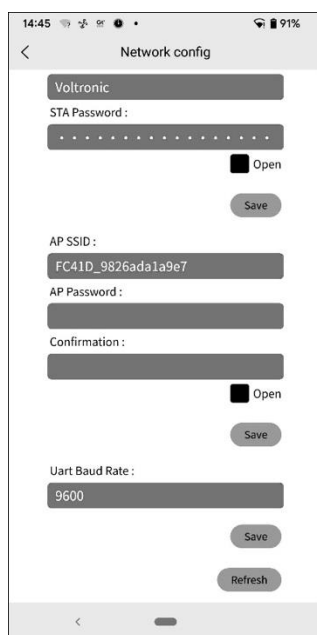 14:45 91%
Network config
Voltronic
STA Password :
Open
Save
AP SSID :
FC41D_9826ada1a9e7
AP Password :
Confirmation :
Open
Save
Uart Baud Rate :
9600
Save
Refresh